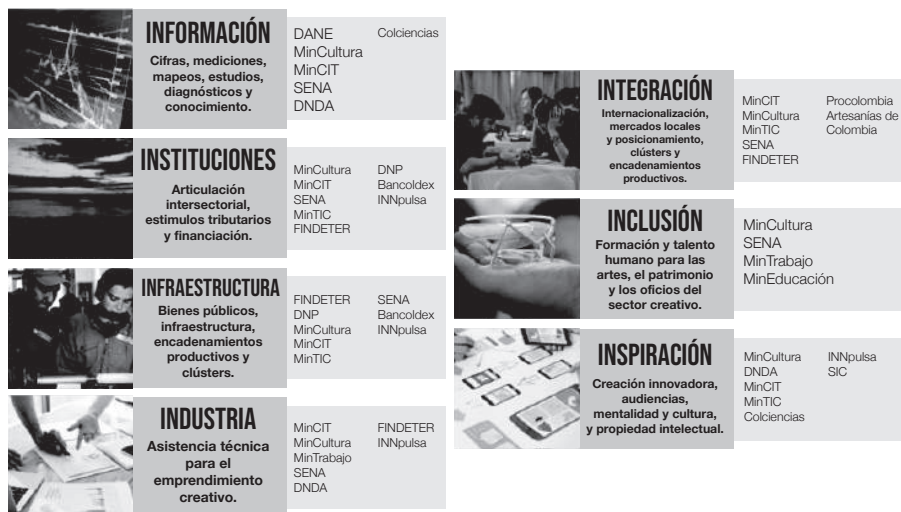 INFORMACIÓN
Cifras, mediciones,
mapeos, estudios,
diagnósticos y
conocimiento.
DANE
MinCultura
MinCIT
SENA
DNDA
Colciencias
INSTITUCIONES
Articulación
intersectorial,
estimulos tributarios
y financiación.
MinCultura
MinCIT
SENA
MinTIC
FINDETER
DNP
Bancoldex
INNpulsa
INFRAESTRUCTURA
Bienes públicos,
infraestructura,
encadenamientos
productivos y
clústers.
FINDETER
DNP
MinCultura
MinCIT
MinTIC
SENA
Bancoldex
INNpulsa
INDUSTRIA
Asistencia técnica
para el
emprendimiento
creativo.
MinCIT
MinCultura
MinTrabajo
SENA
DNDA
FINDETER
INNpulsa
INTEGRACIÓN
Internacionalización,
mercados locales
y posicionamiento,
clústers y
encadenamientos
productivos.
MinCIT
MinCultura
MinTIC
SENA
FINDETER
Procolombia
Artesanías de
Colombia
INCLUSIÓN
Formación y talento
humano para las
artes, el patrimonio
y los oficios del
sector creativo.
MinCultura
SENA
MinTrabajo
MinEducación
INSPIRACIÓN
Creación innovadora,
audiencias,
mentalidad y cultura,
y propiedad intelectual.
MinCultura
DNDA
MinCIT
MinTIC
Colciencias
INNpulsa
SIC